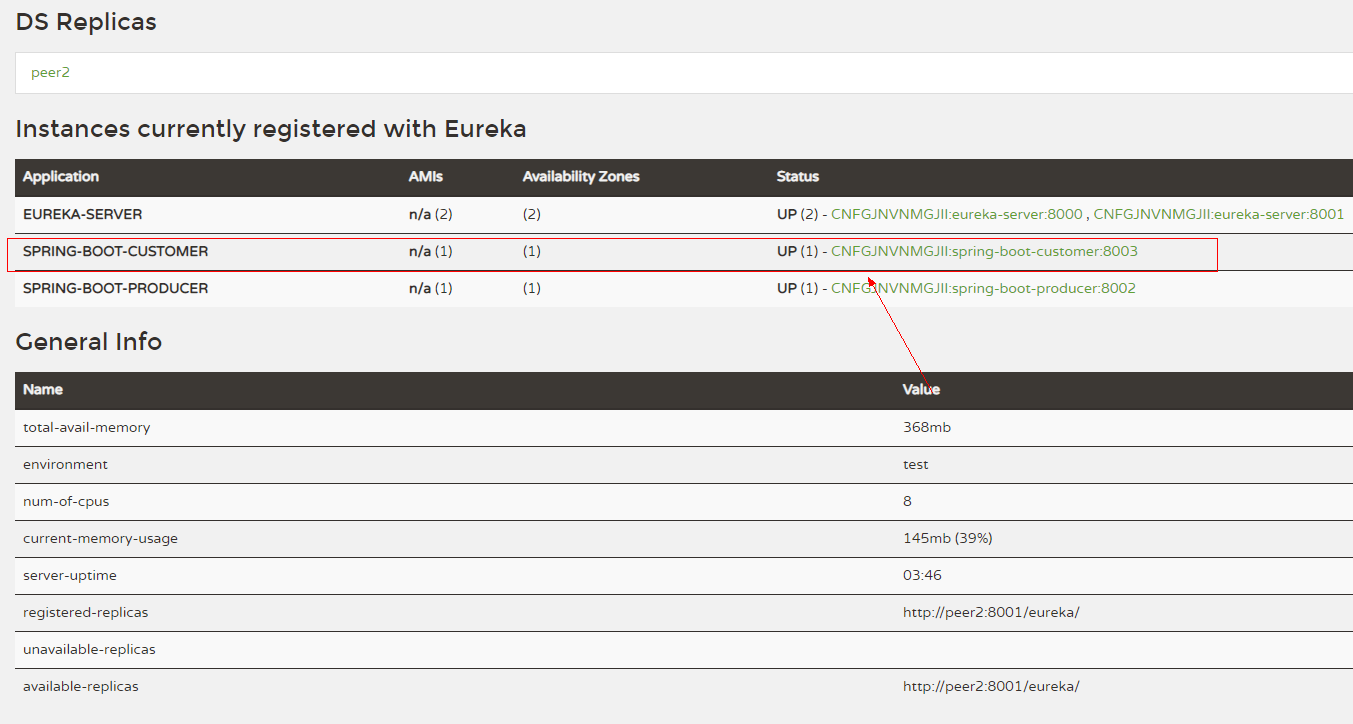 DS Replicas
peer2
Instances currently registered with Eureka
Application AMIs Availability Zones Status
EUREKA-SERVER n/a (2) (2) UP (2) - CNFGJNVNMGJII:eureka-server:8000 , CNFGJNVNMGJII:eureka-server:8001
SPRING-BOOT-CUSTOMER n/a (1) (1) UP (1) - CNFGJNVNMGJII:spring-boot-customer:8003
SPRING-BOOT-PRODUCER n/a (1) (1) UP (1) - CNFGJNVNMGJII:spring-boot-producer:8002
General Info
Name Value
total-avail-memory 368mb
environment test
num-of-cpus 8
current-memory-usage 145mb (39%)
server-uptime 03:46
registered-replicas http://peer2:8001/eureka/
unavailable-replicas
available-replicas http://peer2:8001/eureka/